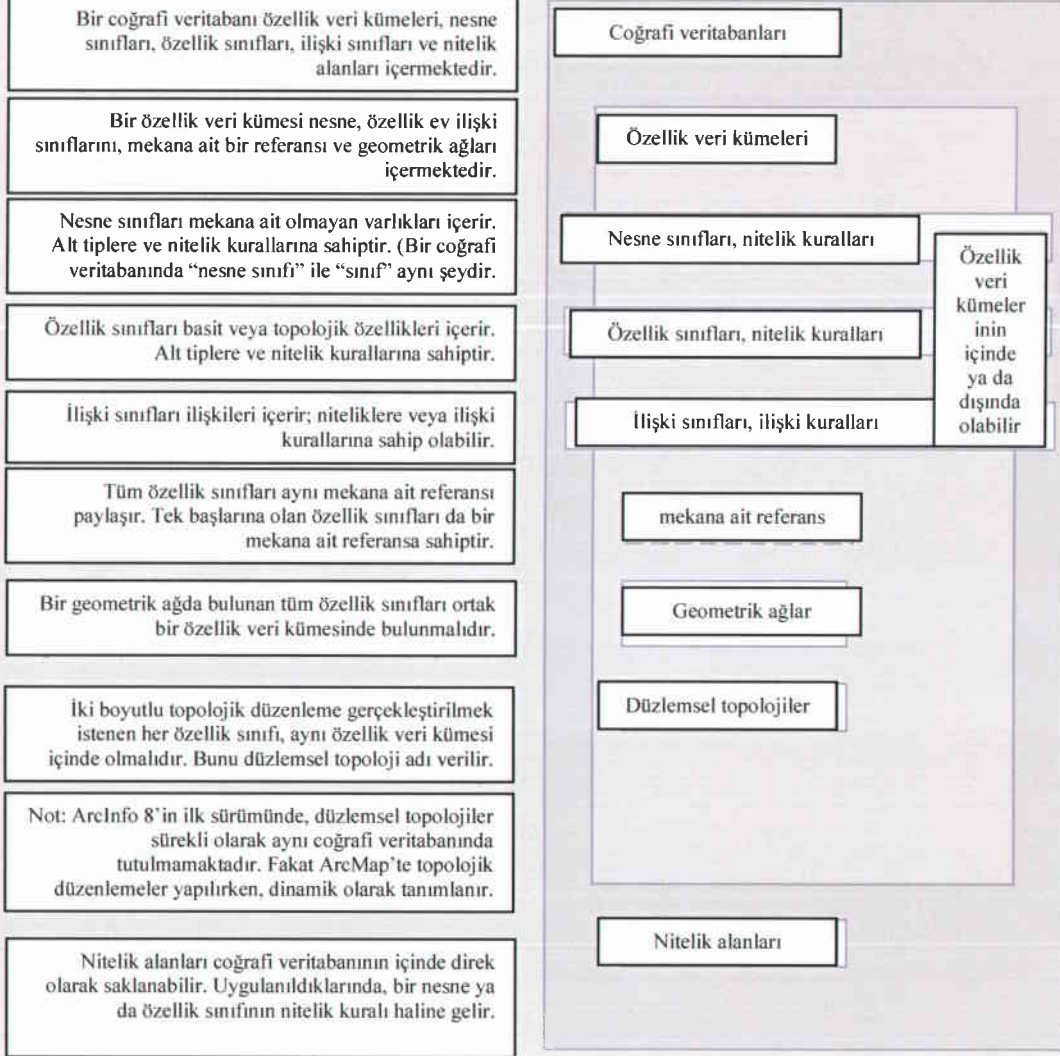 Bir coğrafi veritabanı özellik veri kümeleri, nesne
sınıfları, özellik sınıfları, ilişki sınıfları ve nitelik
alanları içermektedir.
Coğrafi veritabanları
Bir özellik veri kümesi nesne, özellik ev ilişki
sınıflarını, mekana ait bir referansı ve geometrik ağları
içermektedir.
Özellik veri kümeleri
Nesne sınıfları mekana ait olmayan varlıkları içerir.
Alt tiplere ve nitelik kurallarına sahiptir. (Bir coğrafi
veritabanında “nesne sınıfı” ile “sınıf” aynı şeydir.
Nesne sınıfları, nitelik kuralları
Özellik
veri
kümeler
inin
içinde
ya da
dışında
olabilir
Özellik sınıfları basit veya topolojik özellikleri içerir.
Alt tiplere ve nitelik kurallarına sahiptir.
Özellik sınıfları, nitelik kuralları
İlişki sınıfları ilişkileri içerir; niteliklere veya ilişki
kurallarına sahip olabilir.
İlişki sınıfları, ilişki kuralları
Tüm özellik sınıfları aynı mekana ait referansı
paylaşır. Tek başlarına olan özellik sınıfları da bir
mekana ait referansa sahiptir.
mekana ait referans
Bir geometrik ağda bulunan tüm özellik sınıfları ortak
bir özellik veri kümesinde bulunmalıdır.
Geometrik ağlar
İki boyutlu topolojik düzenleme gerçekleştirilmek
istenen her özellik sınıfı, aynı özellik veri kümesi
içinde olmalıdır. Bunu düzlemsel topoloji adı verilir.
Düzlemsel topolojiler
Not: ArcInfo 8’in ilk sürümünde, düzlemsel topolojiler
sürekli olarak aynı coğrafi veritabanında
tutulmamaktadır. Fakat ArcMap’te topolojik
düzenlemeler yapılırken, dinamik olarak tanımlanır.
Nitelik alanları coğrafi veritabanının içinde direk
olarak saklanabilir. Uygulanıldıklarında, bir nesne ya
da özellik sınıfının nitelik kuralı haline gelir.
Nitelik alanları